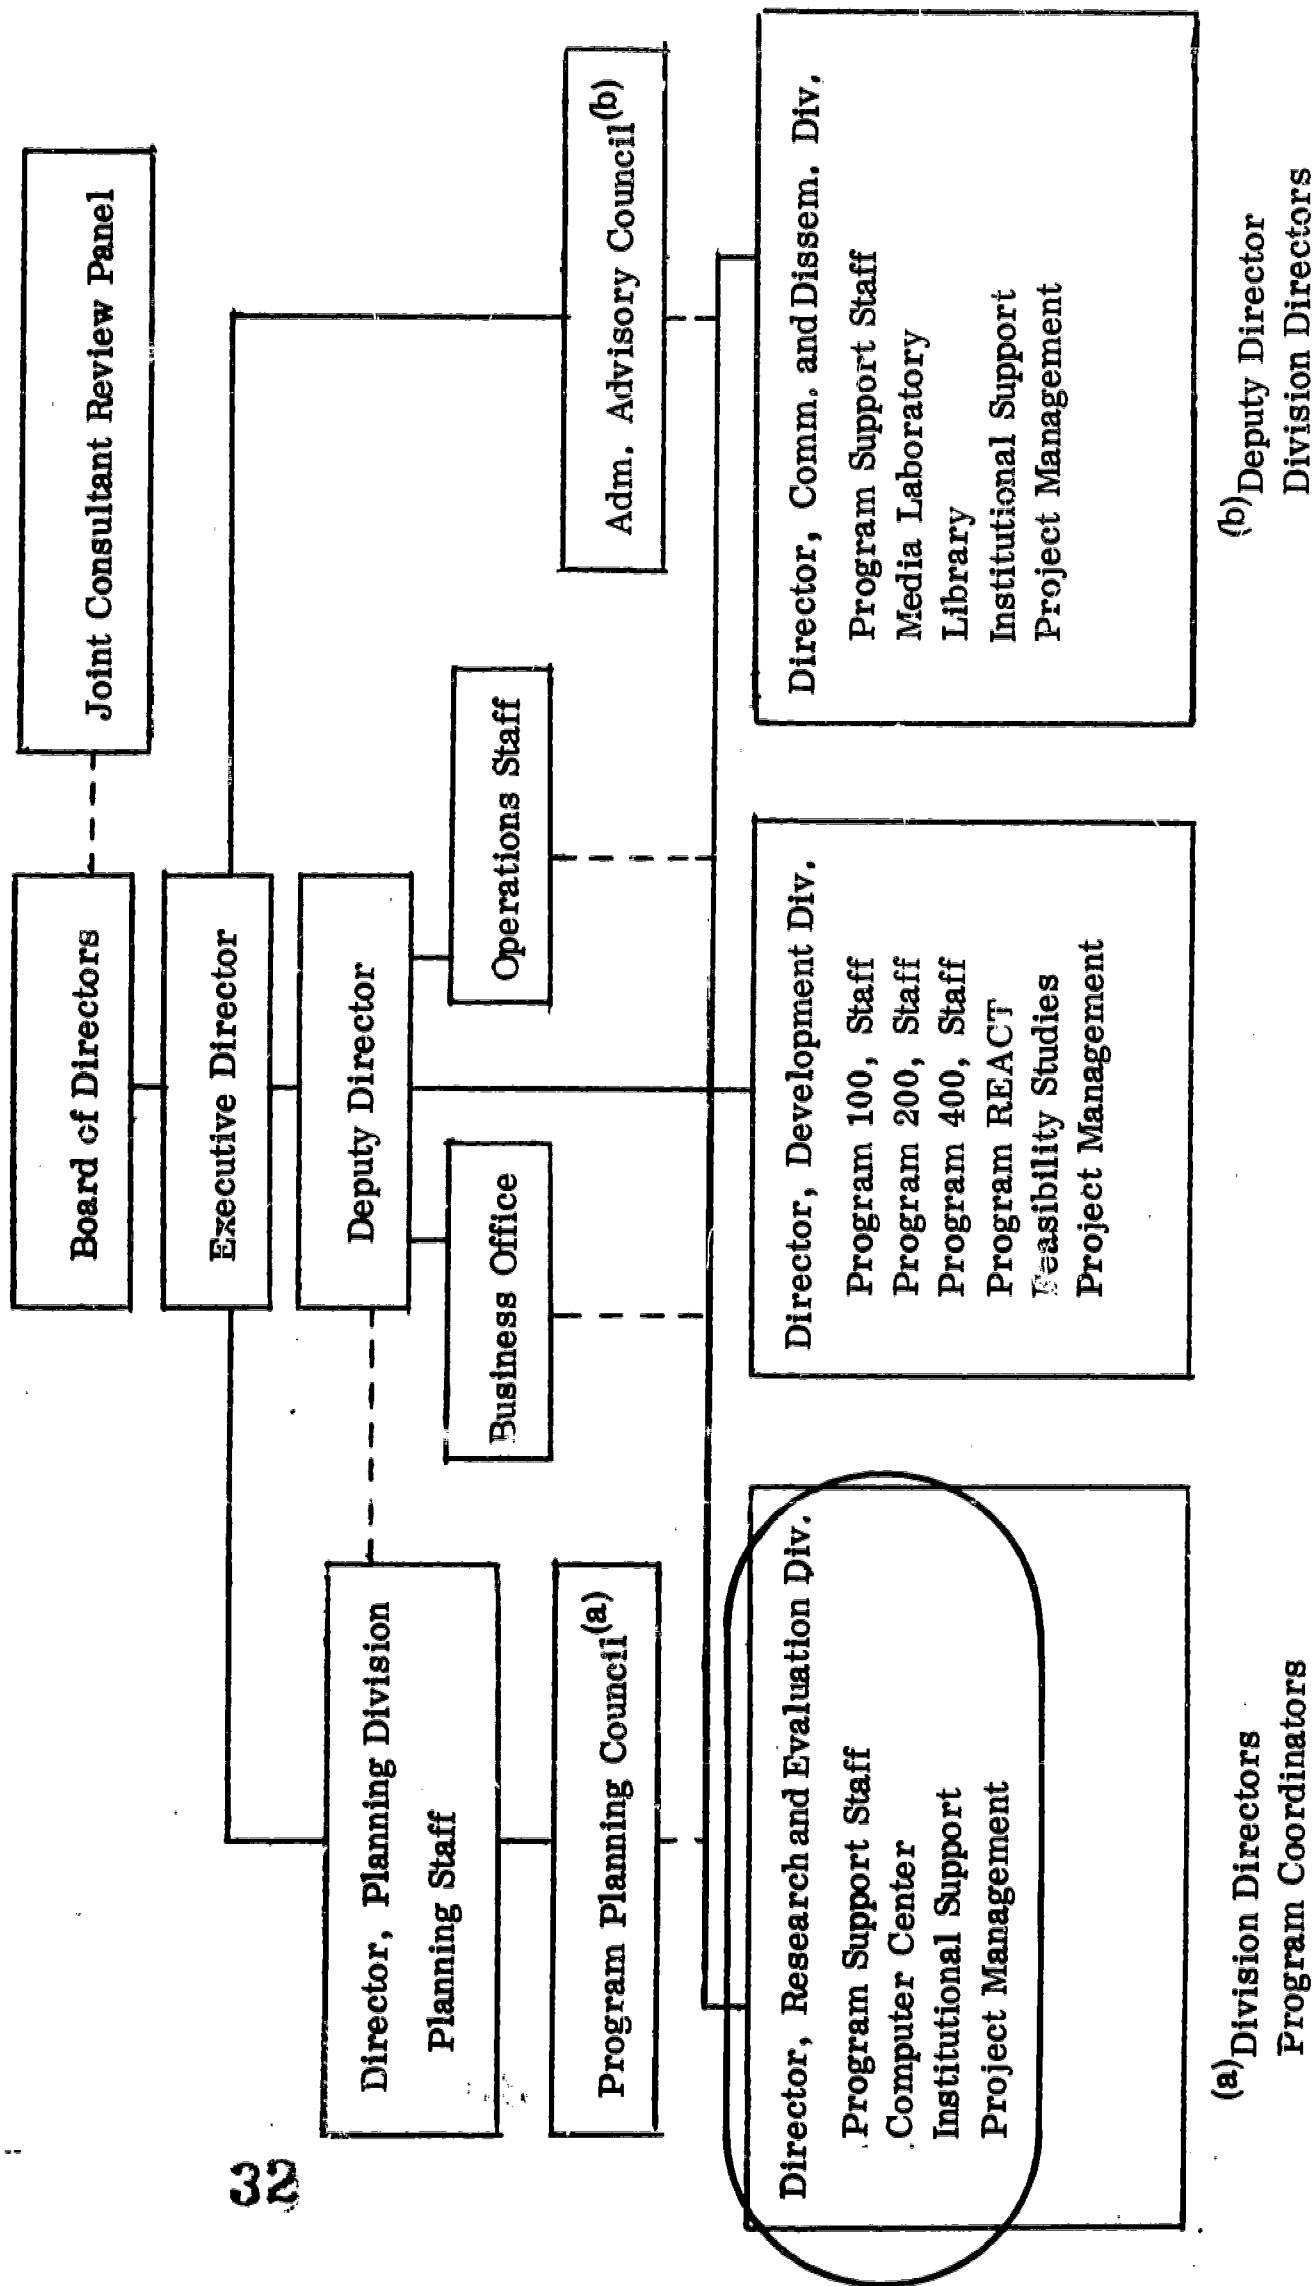 Board of Directors
Joint Consultant Review Panel
Executive Director
Deputy Director
Director, Planning Division
Planning Staff
Business Office
Operations Staff
Program Planning Council(a)
Adm. Advisory Council(b)
Director, Research and Evaluation Div.
Program Support Staff
Computer Center
Institutional Support
Project Management
Director, Development Div.
Program 100, Staff
Program 200, Staff
Program 400, Staff
Program REACT
Feasibility Studies
Project Management
Director, Comm. and Dissem. Div.
Program Support Staff
Media Laboratory
Library
Institutional Support
Project Management
(a)Division Directors
Program Coordinators
(b)Deputy Director
Division Directors
32